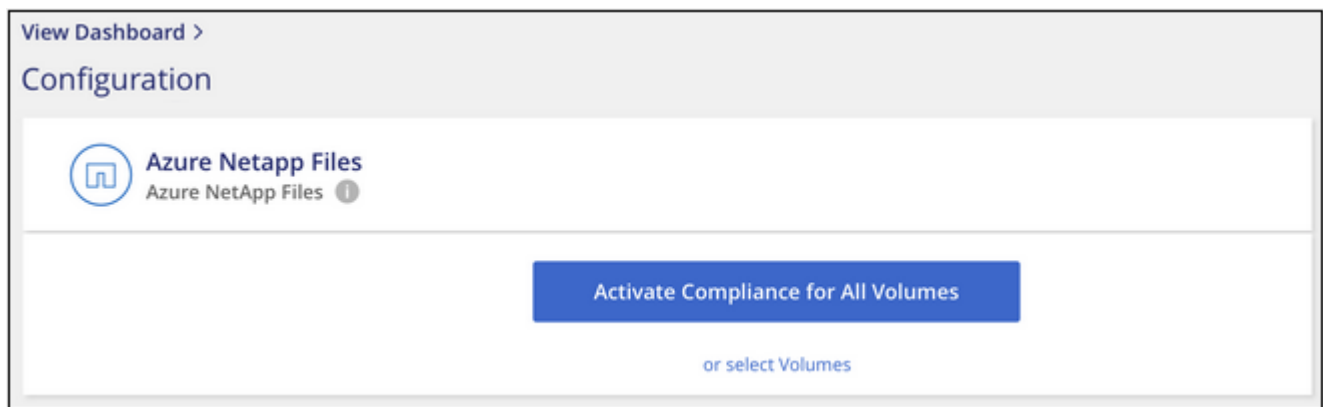 View Dashboard >
Configuration
Azure Netapp Files
Azure NetApp Files
Activate Compliance for All Volumes
or select Volumes